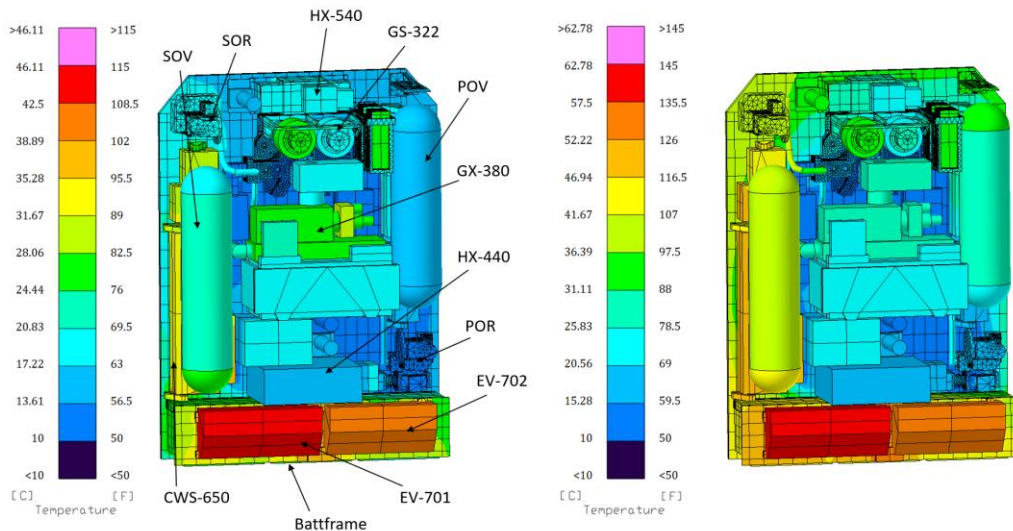 HX-540
GS-322
SOR
SOV
POV
GX-380
HX-440
POR
EV-702
EV-701
Battframe
CWS-650
>46.11 >115
46.11 115
42.5 108.5
38.89 102
35.28 95.5
31.67 89
28.06 82.5
24.44 76
20.83 69.5
17.22 63
13.61 56.5
10 50
<10 <50
[C] [F]
Temperature
>62.78 >145
62.78 145
57.5 135.5
52.22 126
46.94 116.5
41.67 107
36.39 97.5
31.11 88
25.83 78.5
20.56 69.5
15.28 59.5
10 50
<10 <50
[C] [F]
Temperature